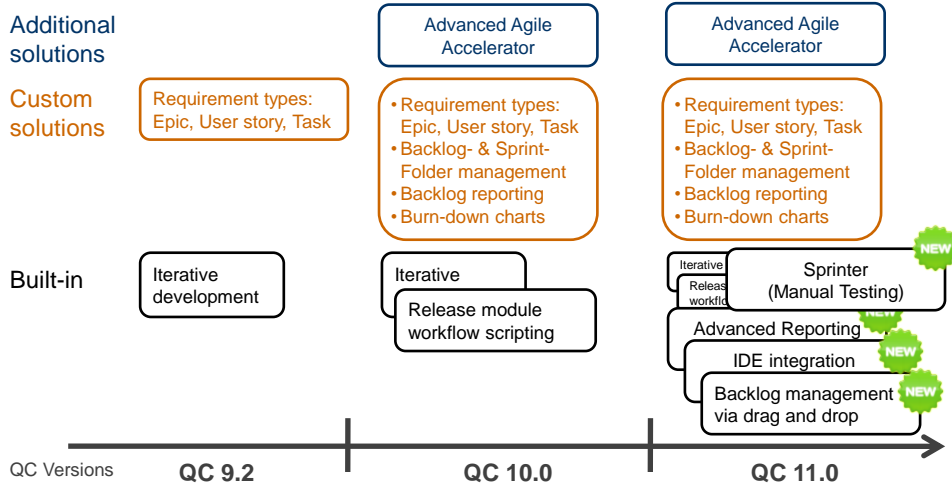 Additional
solutions
Advanced Agile
Accelerator
Advanced Agile
Accelerator
Custom
solutions
Requirement types:
Epic, User story, Task
• Requirement types:
Epic, User story, Task
• Backlog- & Sprint-
Folder management
• Backlog reporting
• Burn-down charts
• Requirement types:
Epic, User story, Task
• Backlog- & Sprint-
Folder management
• Backlog reporting
• Burn-down charts
Built-in
Iterative
development
Iterative
Release module
workflow scripting
Iterative
Sprinter
(Manual Testing)
NEW
Advanced Reporting
NEW
IDE integration
NEW
Backlog management
via drag and drop
NEW
QC Versions
QC 9.2
QC 10.0
QC 11.0